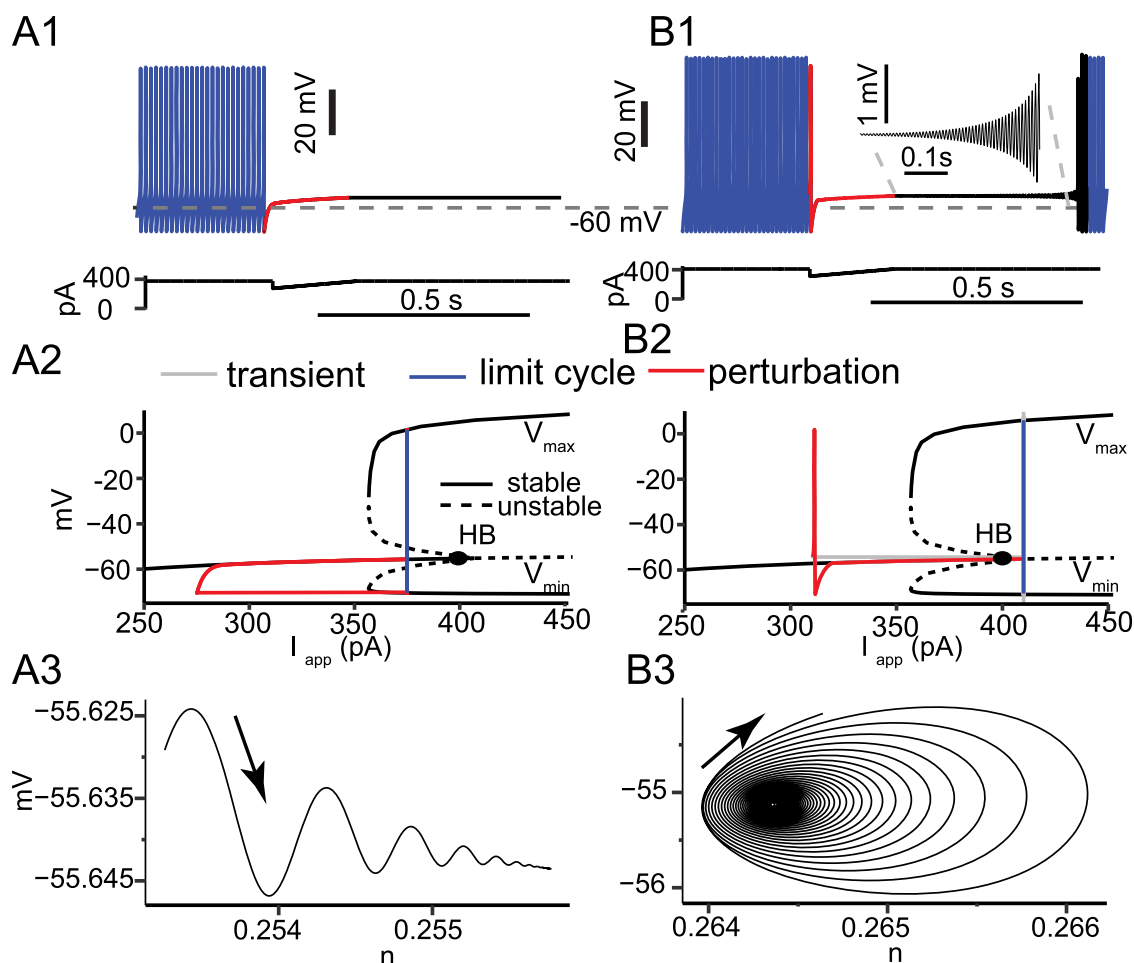 A1
B1
20 mV
20 mV
1 mV
0.1s
-60 mV
pA
400
0
0.5 s
pA
400
0
0.5 s
A2
B2
transient
limit cycle
perturbation
mV
0
-20
−40
−60
Vmax
stable
unstable
HB
Vmin
250
300
350
400
450
I app (pA)
0
-20
−40
−60
Vmax
HB
Vmin
250
300
350
400
450
I app (pA)
A3
B3
mV
−55.625
−55.635
−55.645
0.254
0.255
n
−55
−56
0.264
0.265
0.266
n